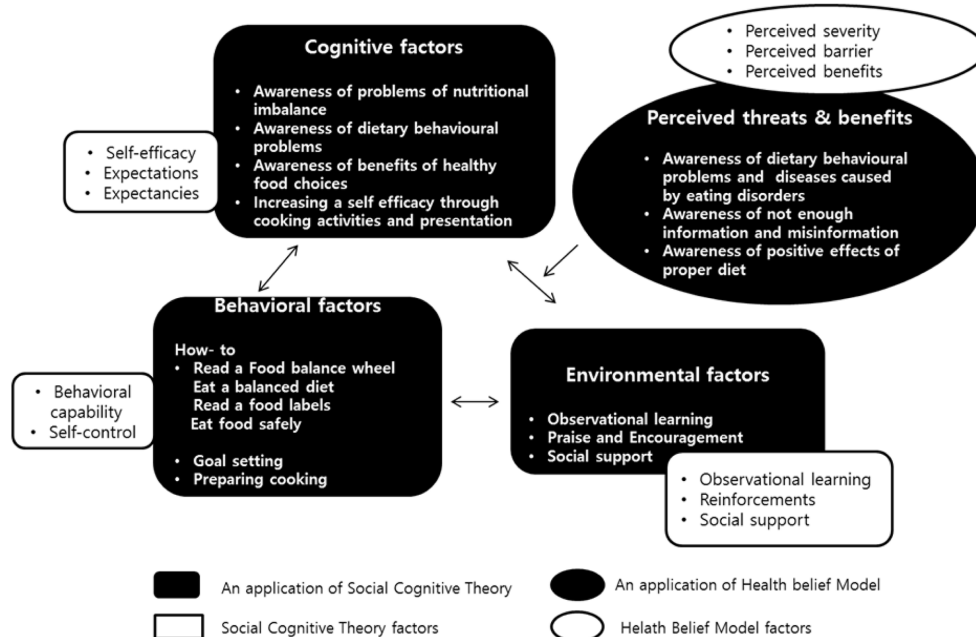 Cognitive factors
• Awareness of problems of nutritional
imbalance
• Awareness of dietary behavioural
problems
• Awareness of benefits of healthy
food choices
• Increasing a self efficacy through
cooking activities and presentation
• Self-efficacy
• Expectations
• Expectancies
• Perceived severity
• Perceived barrier
• Perceived benefits
Perceived threats & benefits
• Awareness of dietary behavioural
problems and diseases caused
by eating disorders
• Awareness of not enough
information and misinformation
• Awareness of positive effects of
proper diet
Behavioral factors
How- to
• Read a Food balance wheel
Eat a balanced diet
Read a food labels
Eat food safely
• Goal setting
• Preparing cooking
• Behavioral
capability
• Self-control
Environmental factors
• Observational learning
• Praise and Encouragement
• Social support
• Observational learning
• Reinforcements
• Social support
An application of Social Cognitive Theory
An application of Health belief Model
Social Cognitive Theory factors
Helath Belief Model factors